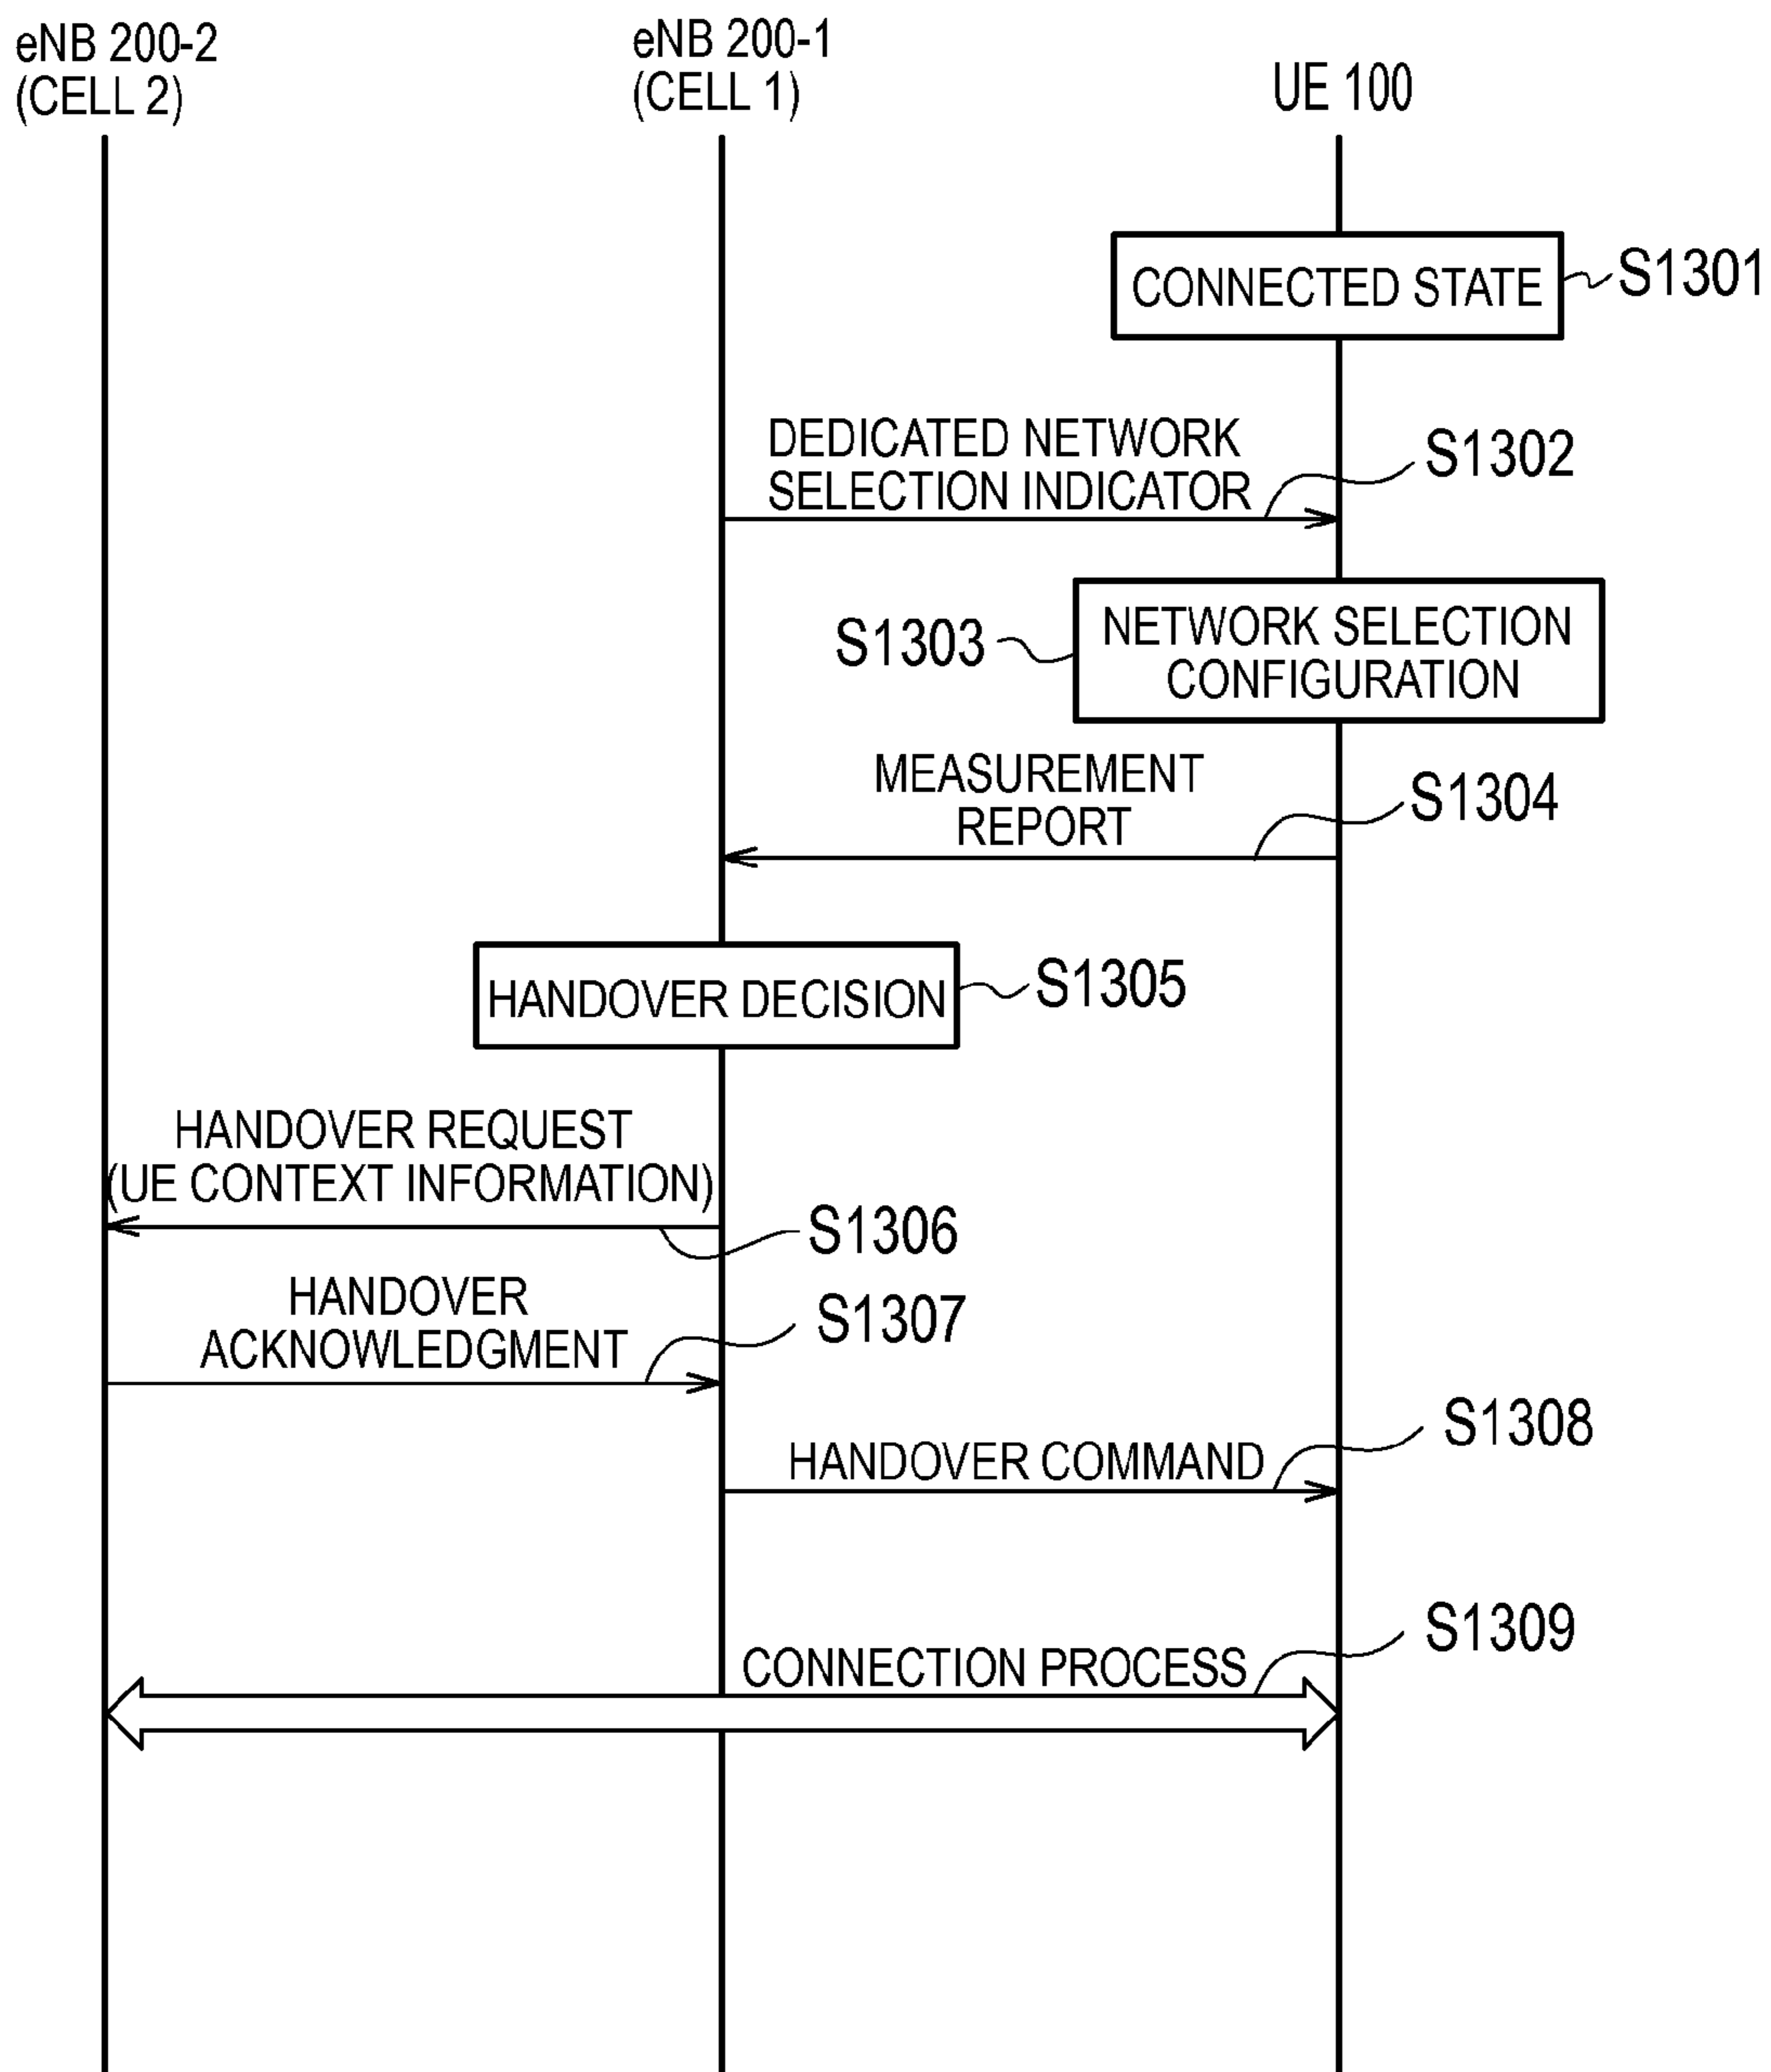 eNB 200-2
(CELL 2)
eNB 200-1
(CELL 1)
UE 100
CONNECTED STATE
S1301
DEDICATED NETWORK
SELECTION INDICATOR
S1302
S1303
NETWORK SELECTION
CONFIGURATION
MEASUREMENT
REPORT
S1304
HANDOVER DECISION
S1305
HANDOVER REQUEST
(UE CONTEXT INFORMATION)
S1306
HANDOVER
ACKNOWLEDGMENT
S1307
HANDOVER COMMAND
S1308
CONNECTION PROCESS
S1309